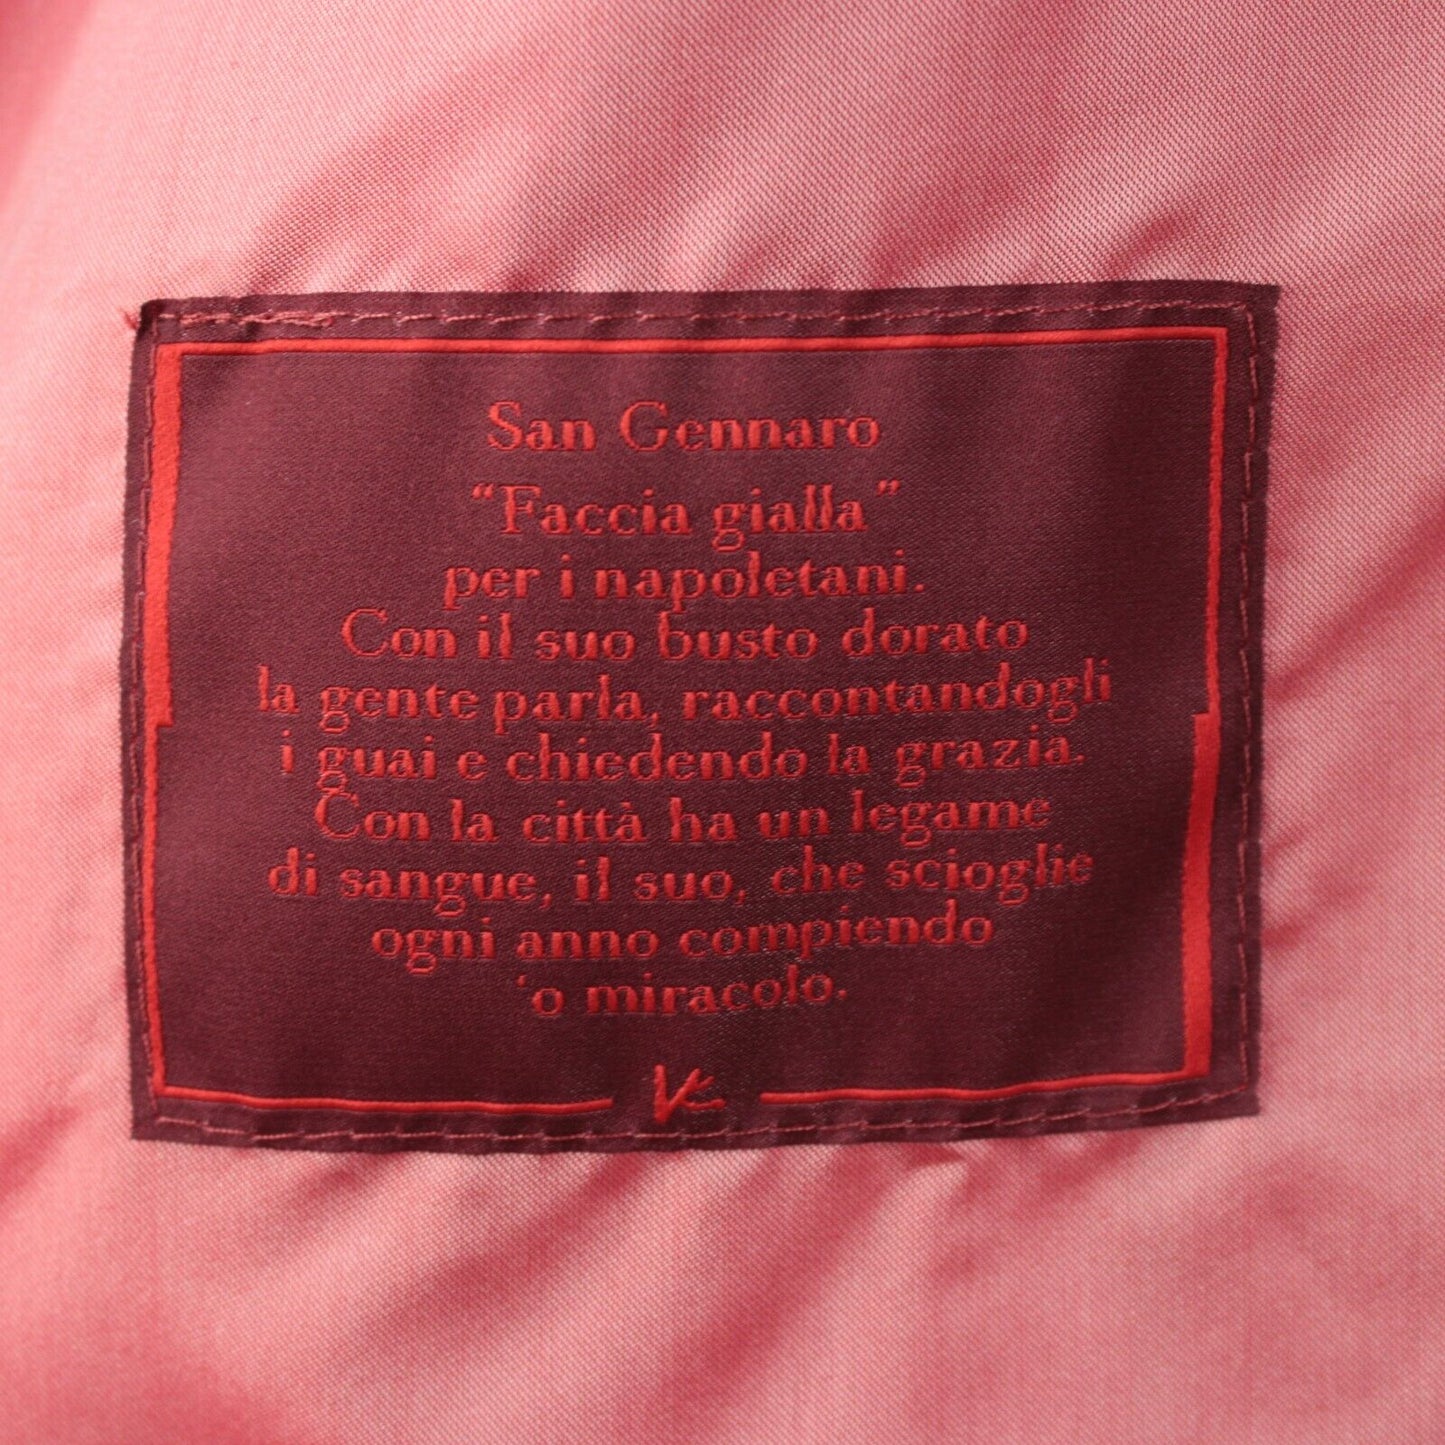 San Gennaro
“Faccia gialla”
per i napoletani.
Con il suo busto dorato
la gente parla, raccontandogli
i guai e chiedendo la grazia.
Con la città ha un legame
di sangue, il suo, che scioglie
ogni anno compiendo
‘o miracolo.
K